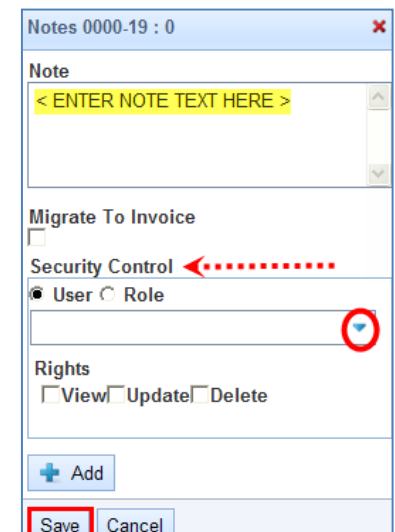 Notes 0000-19 : 0
Note
< ENTER NOTE TEXT HERE >
Migrate To Invoice
Security Control
User Role
Rights
View Update Delete
Add
Save Cancel